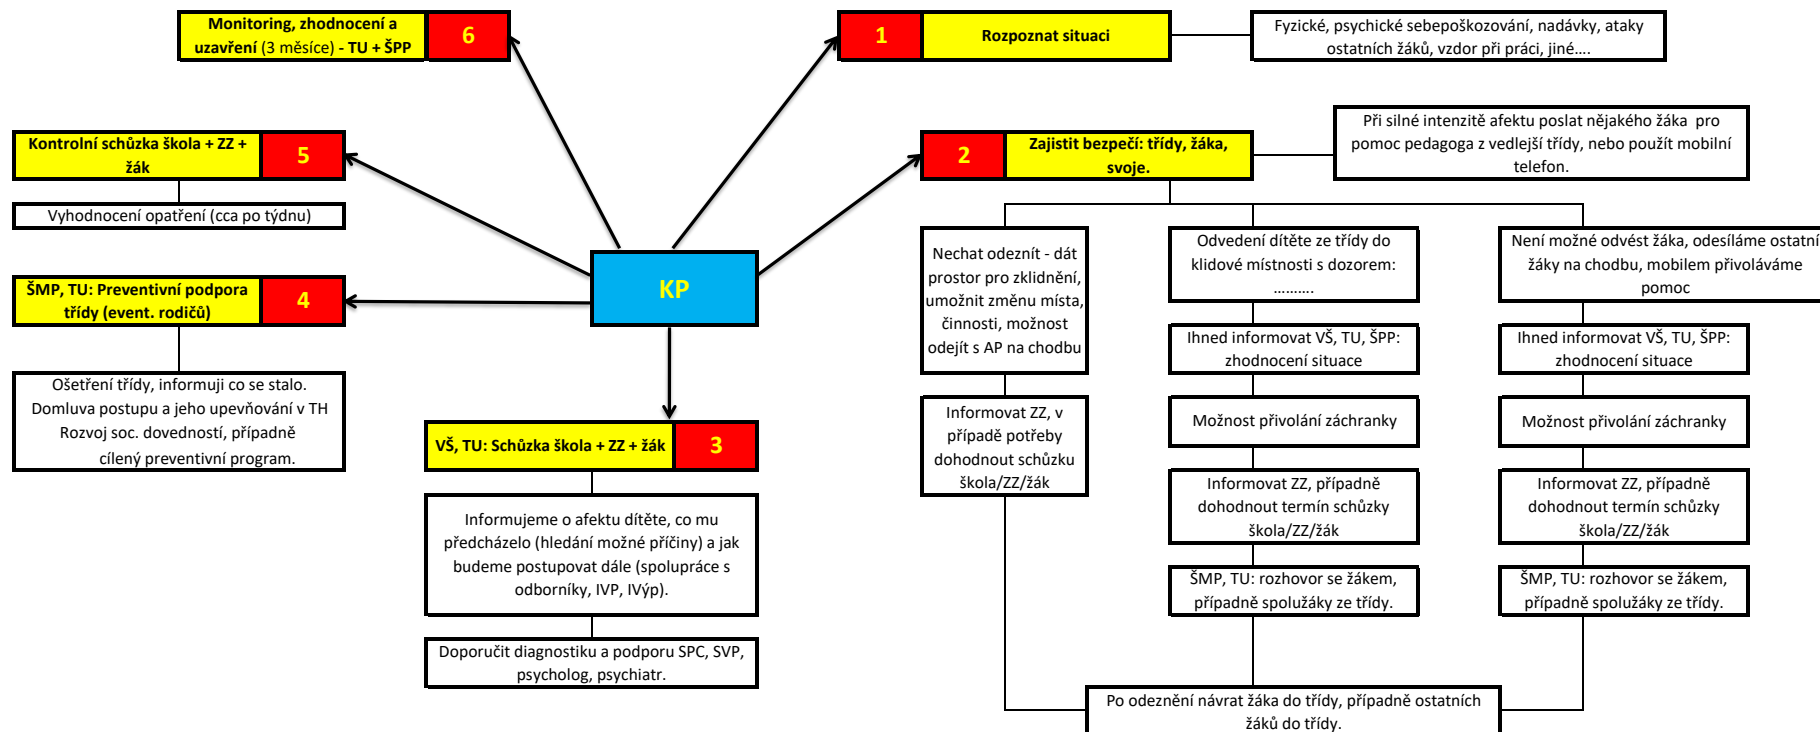 Monitoring, zhodnocení a
uzavření (3 měsíce) - TU + ŠPP
6
1
Rozpoznat situaci
Fyzické, psychické sebepoškozování, nadávky, ataky
ostatních žáků, vzdor při práci, jiné....
Kontrolní schůzka škola + ZZ +
žák
5
Vyhodnocení opatření (cca po týdnu)
2
Zajistit bezpečí: třídy, žáka,
svoje.
Při silné intenzitě afektu poslat nějakého žáka pro
pomoc pedagoga z vedlejší třídy, nebo použít mobilní
telefon.
KP
ŠMP, TU: Preventivní podpora
třídy (event. rodičů)
4
Ošetření třídy, informuji co se stalo.
Domluva postupu a jeho upevňování v TH
Rozvoj soc. dovedností, případně
cílený preventivní program.
VŠ, TU: Schůzka škola + ZZ + žák
3
Informujeme o afektu dítěte, co mu
předcházelo (hledání možné příčiny) a jak
budeme postupovat dále (spolupráce s
odborníky, IVP, IVýp).
Doporučit diagnostiku a podporu SPC, SVP,
psycholog, psychiatr.
Nechat odeznít - dát
prostor pro zklidnění,
umožnit změnu místa,
činnosti, možnost
odejít s AP na chodbu
Informovat ZZ, v
případě potřeby
dohodnout schůzku
škola/ZZ/žák
Odvedení dítěte ze třídy do
klidové místnosti s dozorem:
..........
Ihned informovat VŠ, TU, ŠPP:
zhodnocení situace
Možnost přivolání záchranky
Informovat ZZ, případně
dohodnout termín schůzky
škola/ZZ/žák
ŠMP, TU: rozhovor se žákem,
případně spolužáky ze třídy.
Není možné odvést žáka, odesíláme ostatní
žáky na chodbu, mobilem přivoláváme
pomoc
Ihned informovat VŠ, TU, ŠPP:
zhodnocení situace
Možnost přivolání záchranky
Informovat ZZ, případně
dohodnout termín schůzky
škola/ZZ/žák
ŠMP, TU: rozhovor se žákem,
případně spolužáky ze třídy.
Po odeznění návrat žáka do třídy, případně ostatních
žáků do třídy.